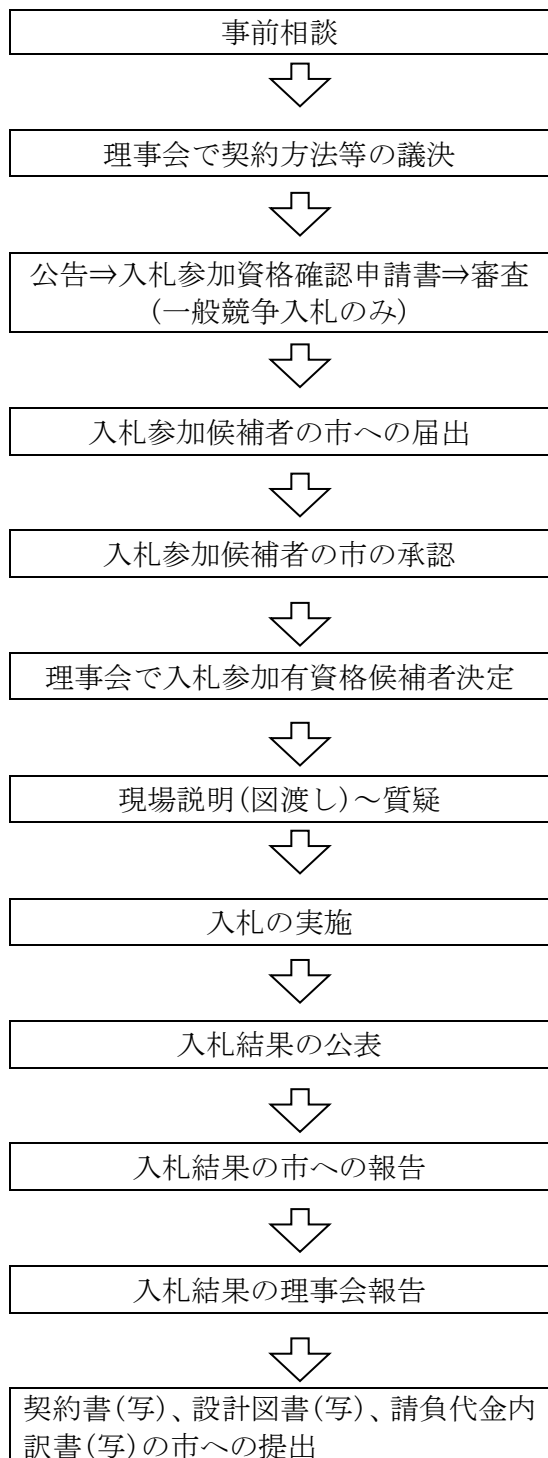 事前相談
理事会で契約方法等の議決
公告⇒入札参加資格確認申請書⇒審査
(一般競争入札のみ)
入札参加候補者の市への届出
入札参加候補者の市の承認
理事会で入札参加有資格候補者決定
現場説明(図渡し)～質疑
入札の実施
入札結果の公表
入札結果の市への報告
入札結果の理事会報告
契約書(写)、設計図書(写)、請負代金内
訳書(写)の市への提出